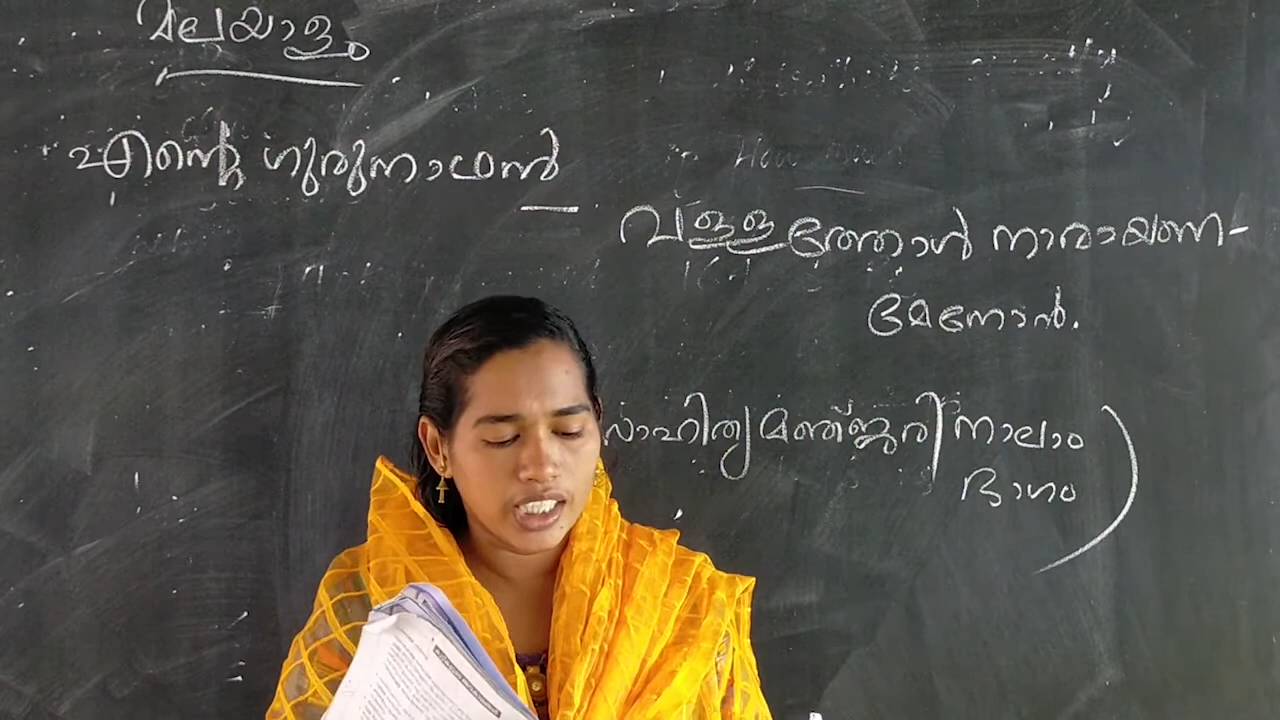 മലയാളം
എന്റെ ഗുരുനാഥൻ
വള്ളത്തോൾ നാരായണ-
മേനോൻ.
സാഹിത്യമഞ്ജരി നാലാം
ഭാഗം)